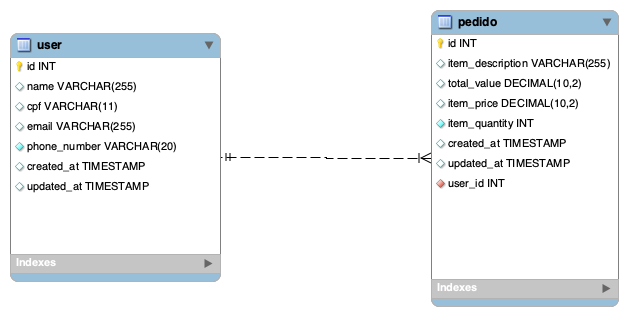 user
id INT
name VARCHAR(255)
cpf VARCHAR(11)
email VARCHAR(255)
phone_number VARCHAR(20)
created_at TIMESTAMP
updated_at TIMESTAMP
Indexes
pedido
id INT
item_description VARCHAR(255)
total_value DECIMAL(10,2)
item_price DECIMAL(10,2)
item_quantity INT
created_at TIMESTAMP
updated_at TIMESTAMP
user_id INT
Indexes